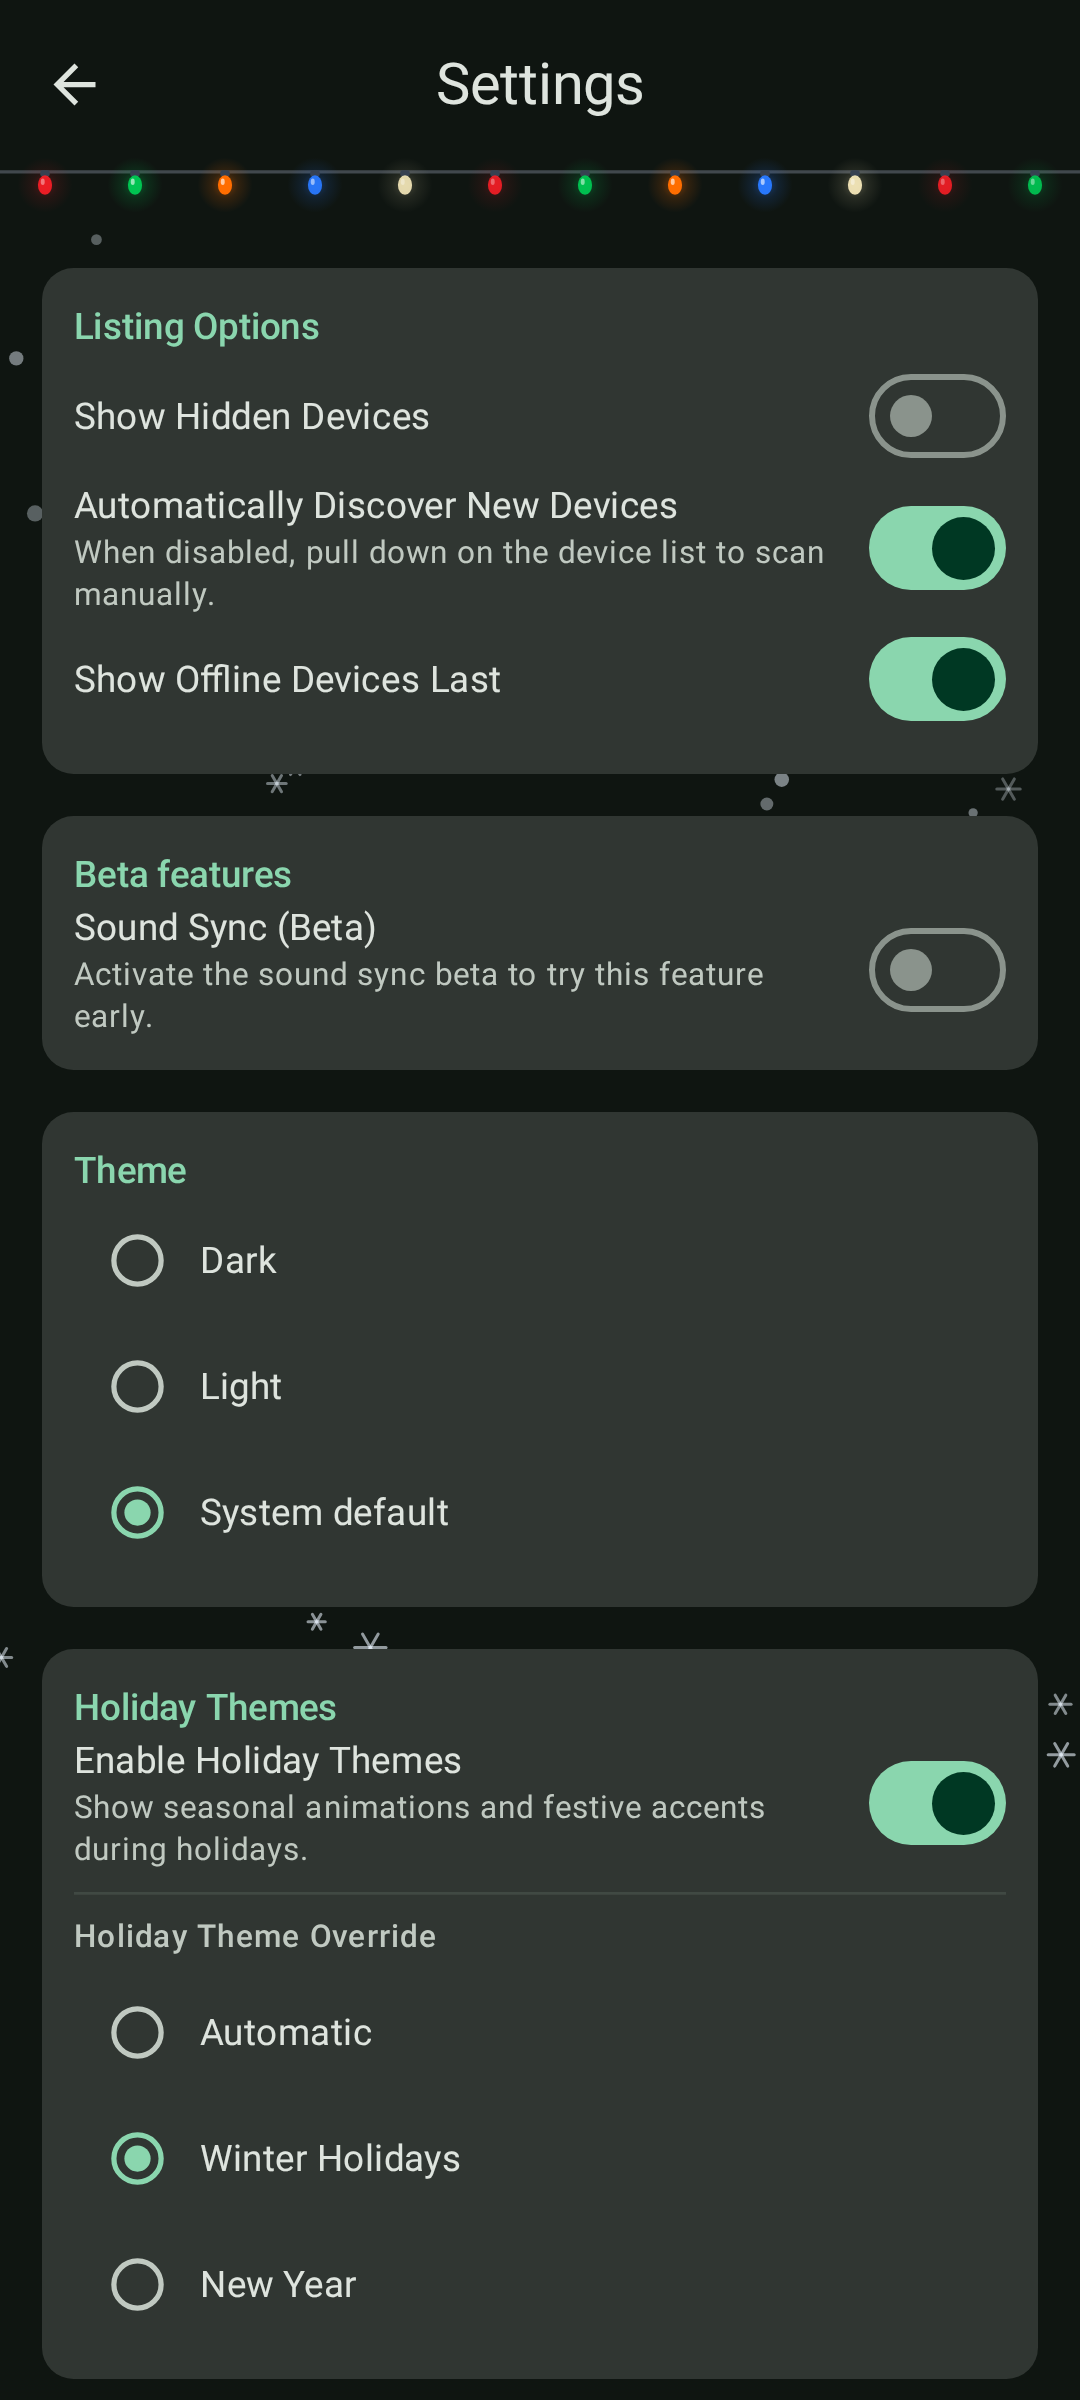 Settings
Listing Options
Show Hidden Devices
Automatically Discover New Devices
When disabled, pull down on the device list to scan
manually.
Show Offline Devices Last
Beta features
Sound Sync (Beta)
Activate the sound sync beta to try this feature
early.
Theme
Dark
Light
System default
Holiday Themes
Enable Holiday Themes
Show seasonal animations and festive accents
during holidays.
Holiday Theme Override
Automatic
Winter Holidays
New Year